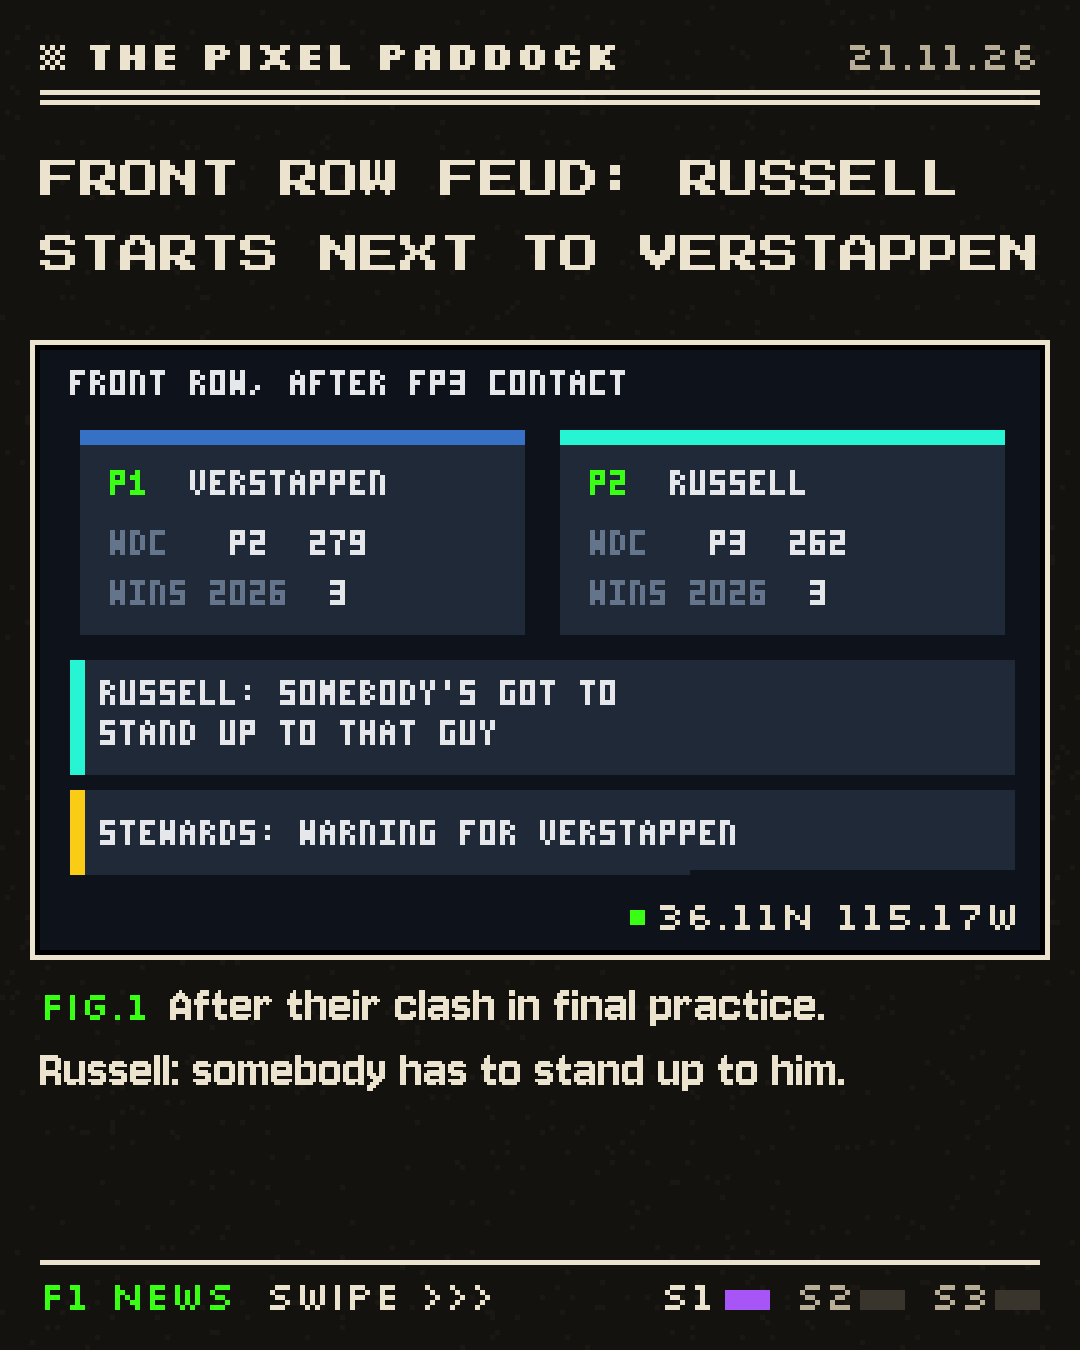 THE PIXEL PADDOCK
21.11.26
FRONT ROW FEUD: RUSSELL
STARTS NEXT TO VERSTAPPEN
FRONT ROW, AFTER FP3 CONTACT
P1 VERSTAPPEN
WDC P2 279
WINS 2026 3
P2 RUSSELL
WDC P3 262
WINS 2026 3
RUSSELL: SOMEBODY'S GOT TO
STAND UP TO THAT GUY
STEWARDS: WARNING FOR VERSTAPPEN
36.11N 115.17W
FIG.1 After their clash in final practice.
Russell: somebody has to stand up to him.
F1 NEWS SWIPE >>> S1 S2 S3